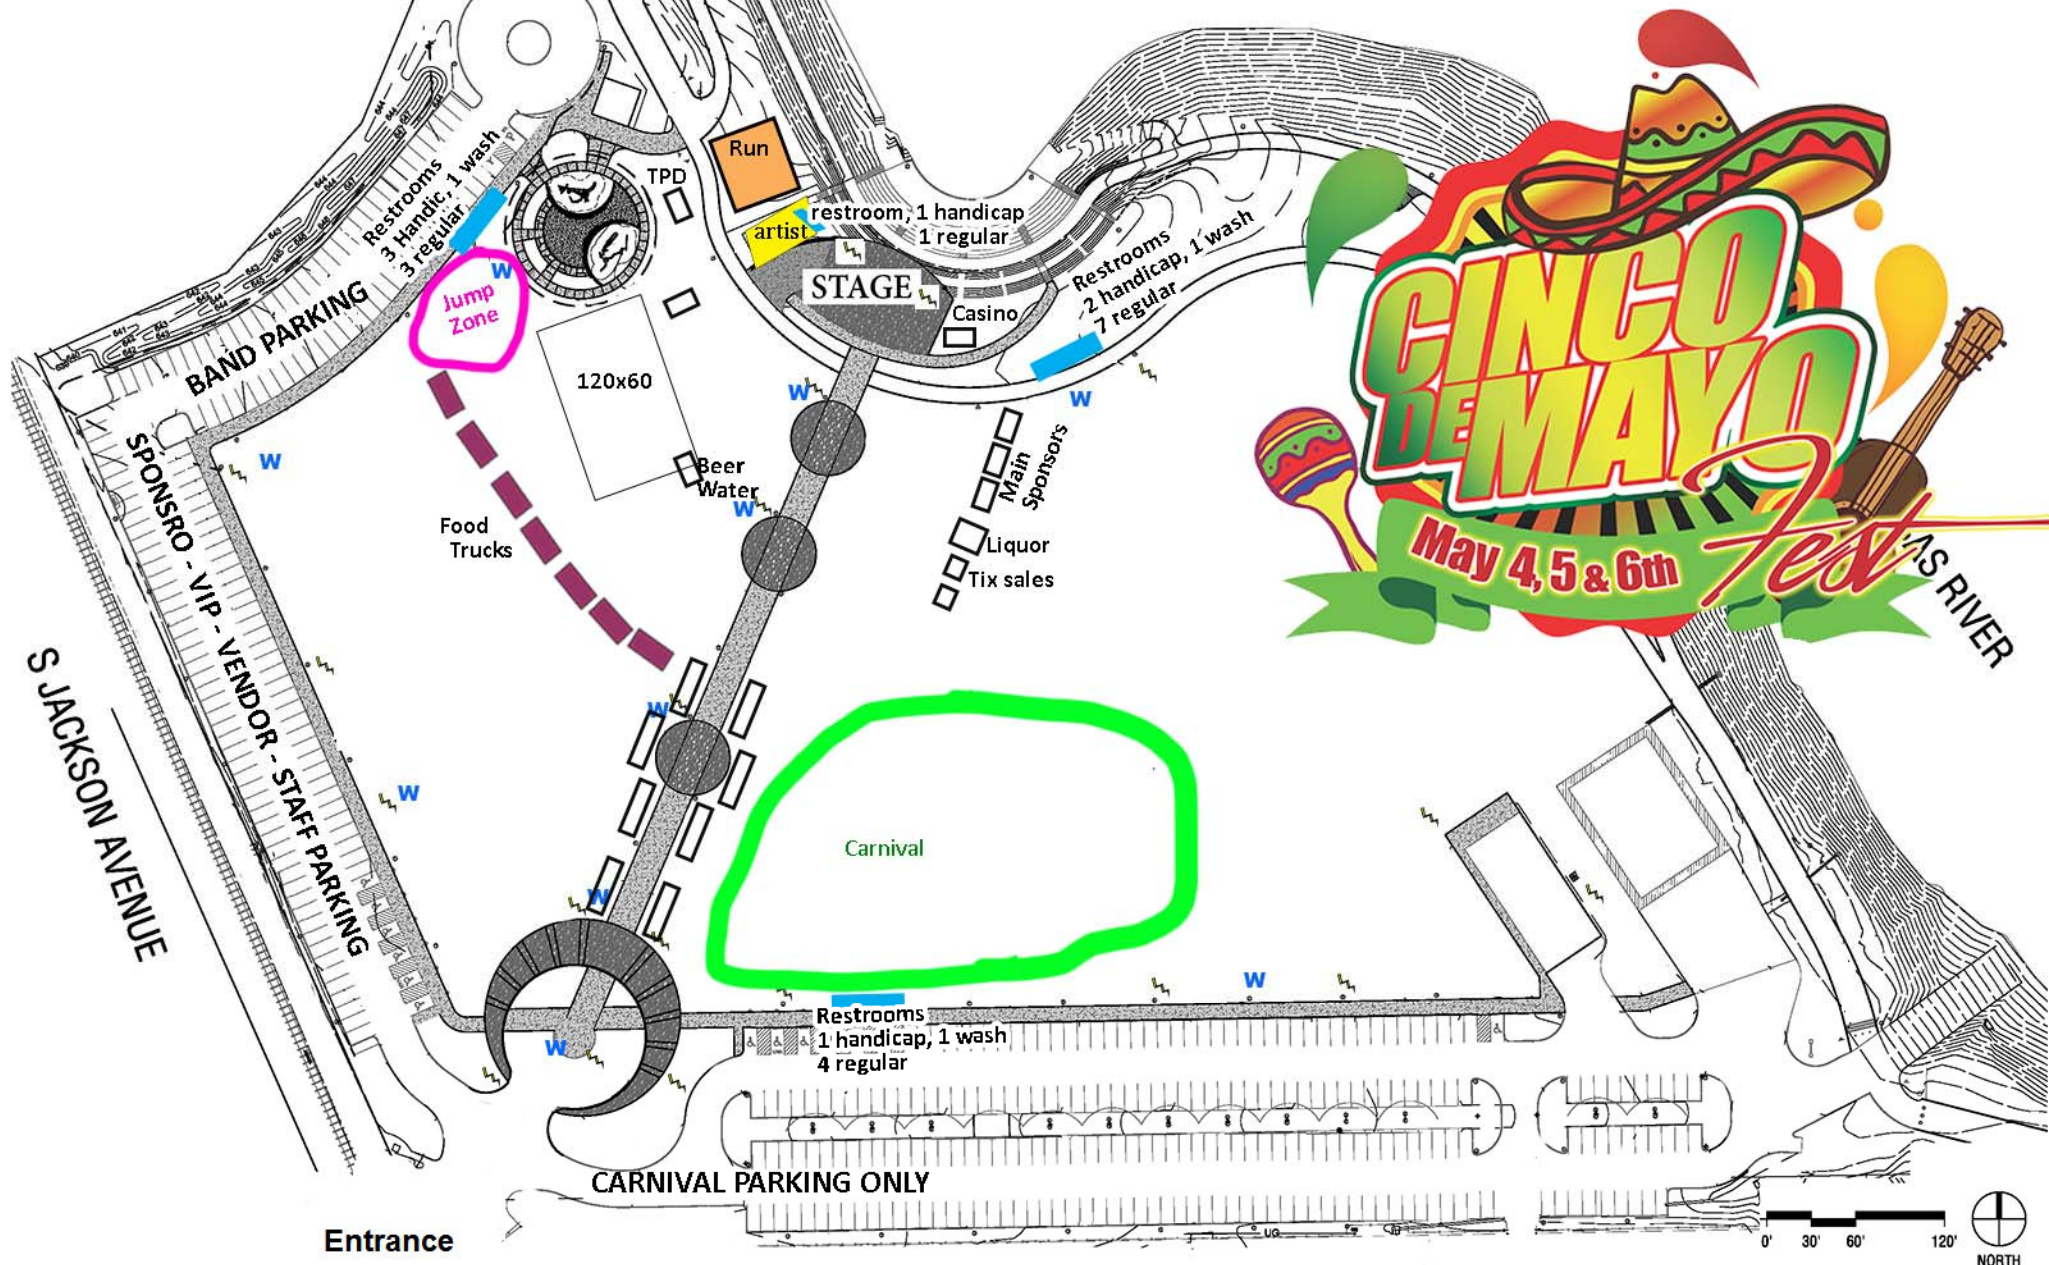 Restrooms
3 Handic, 1 wash
3 regular
TPD
Run
artist
restroom, 1 handicap
1 regular
STAGE
Casino
Restrooms
2 handicap, 1 wash
7 regular
W
Jump
Zone
BAND PARKING
120x60
W
W
W
Beer
Water
W
Main
Sponsors
Food
Trucks
Liquor
Tix sales
CINCO
DE MAYO
Fest
May 4, 5 & 6th
AS RIVER
SPONSRO - VIP - VENDOR - STAFF PARKING
S JACKSON AVENUE
W
W
Carnival
W
W
W
Restrooms
1 handicap, 1 wash
4 regular
CARNIVAL PARKING ONLY
Entrance
UG
0' 30' 60' 120'
NORTH